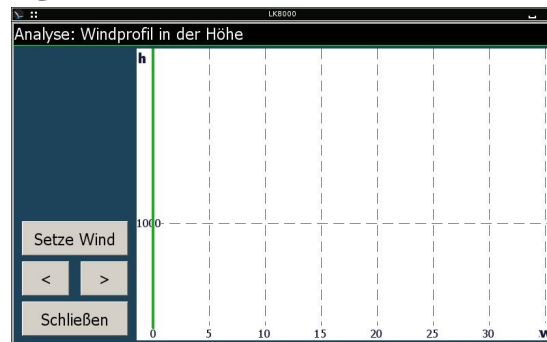 LK8000
Analyse: Windprofil in der Höhe
h
1000
Setze Wind
< >
Schließen
0 5 10 15 20 25 30 w